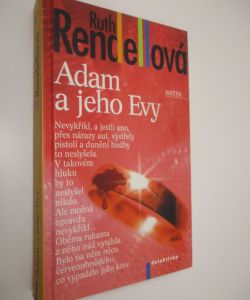 Ruth
Rendellová
Adam
a jeho Evy
MOTTO
Nevykřikl, a jestli ano,
přes nárazy aut, výstřely
pistolí a dunění hudby
to neslyšela.
V takovém
hluku
by to
neslyšel
nikdo.
Ale možná
opravdu
nevykřikl...
Oběma rukama
z něho nůž vytáhla.
Bylo na něm něco
červenohnědého,
co vypadalo jako krev.
detektivka